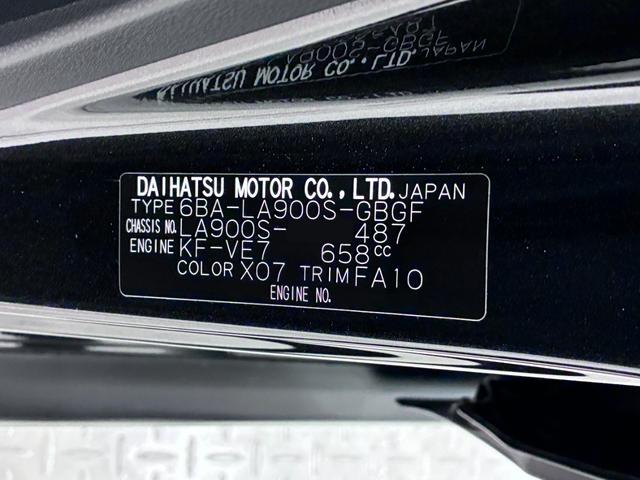 DAIHATSU MOTOR CO.,LTD. JAPAN
TYPE 6BA-LA900S-GBGF
CHASSIS NO. LA900S- 487
ENGINE KF-VE7 658cc
COLOR X07 TRIM FA10
ENGINE NO.